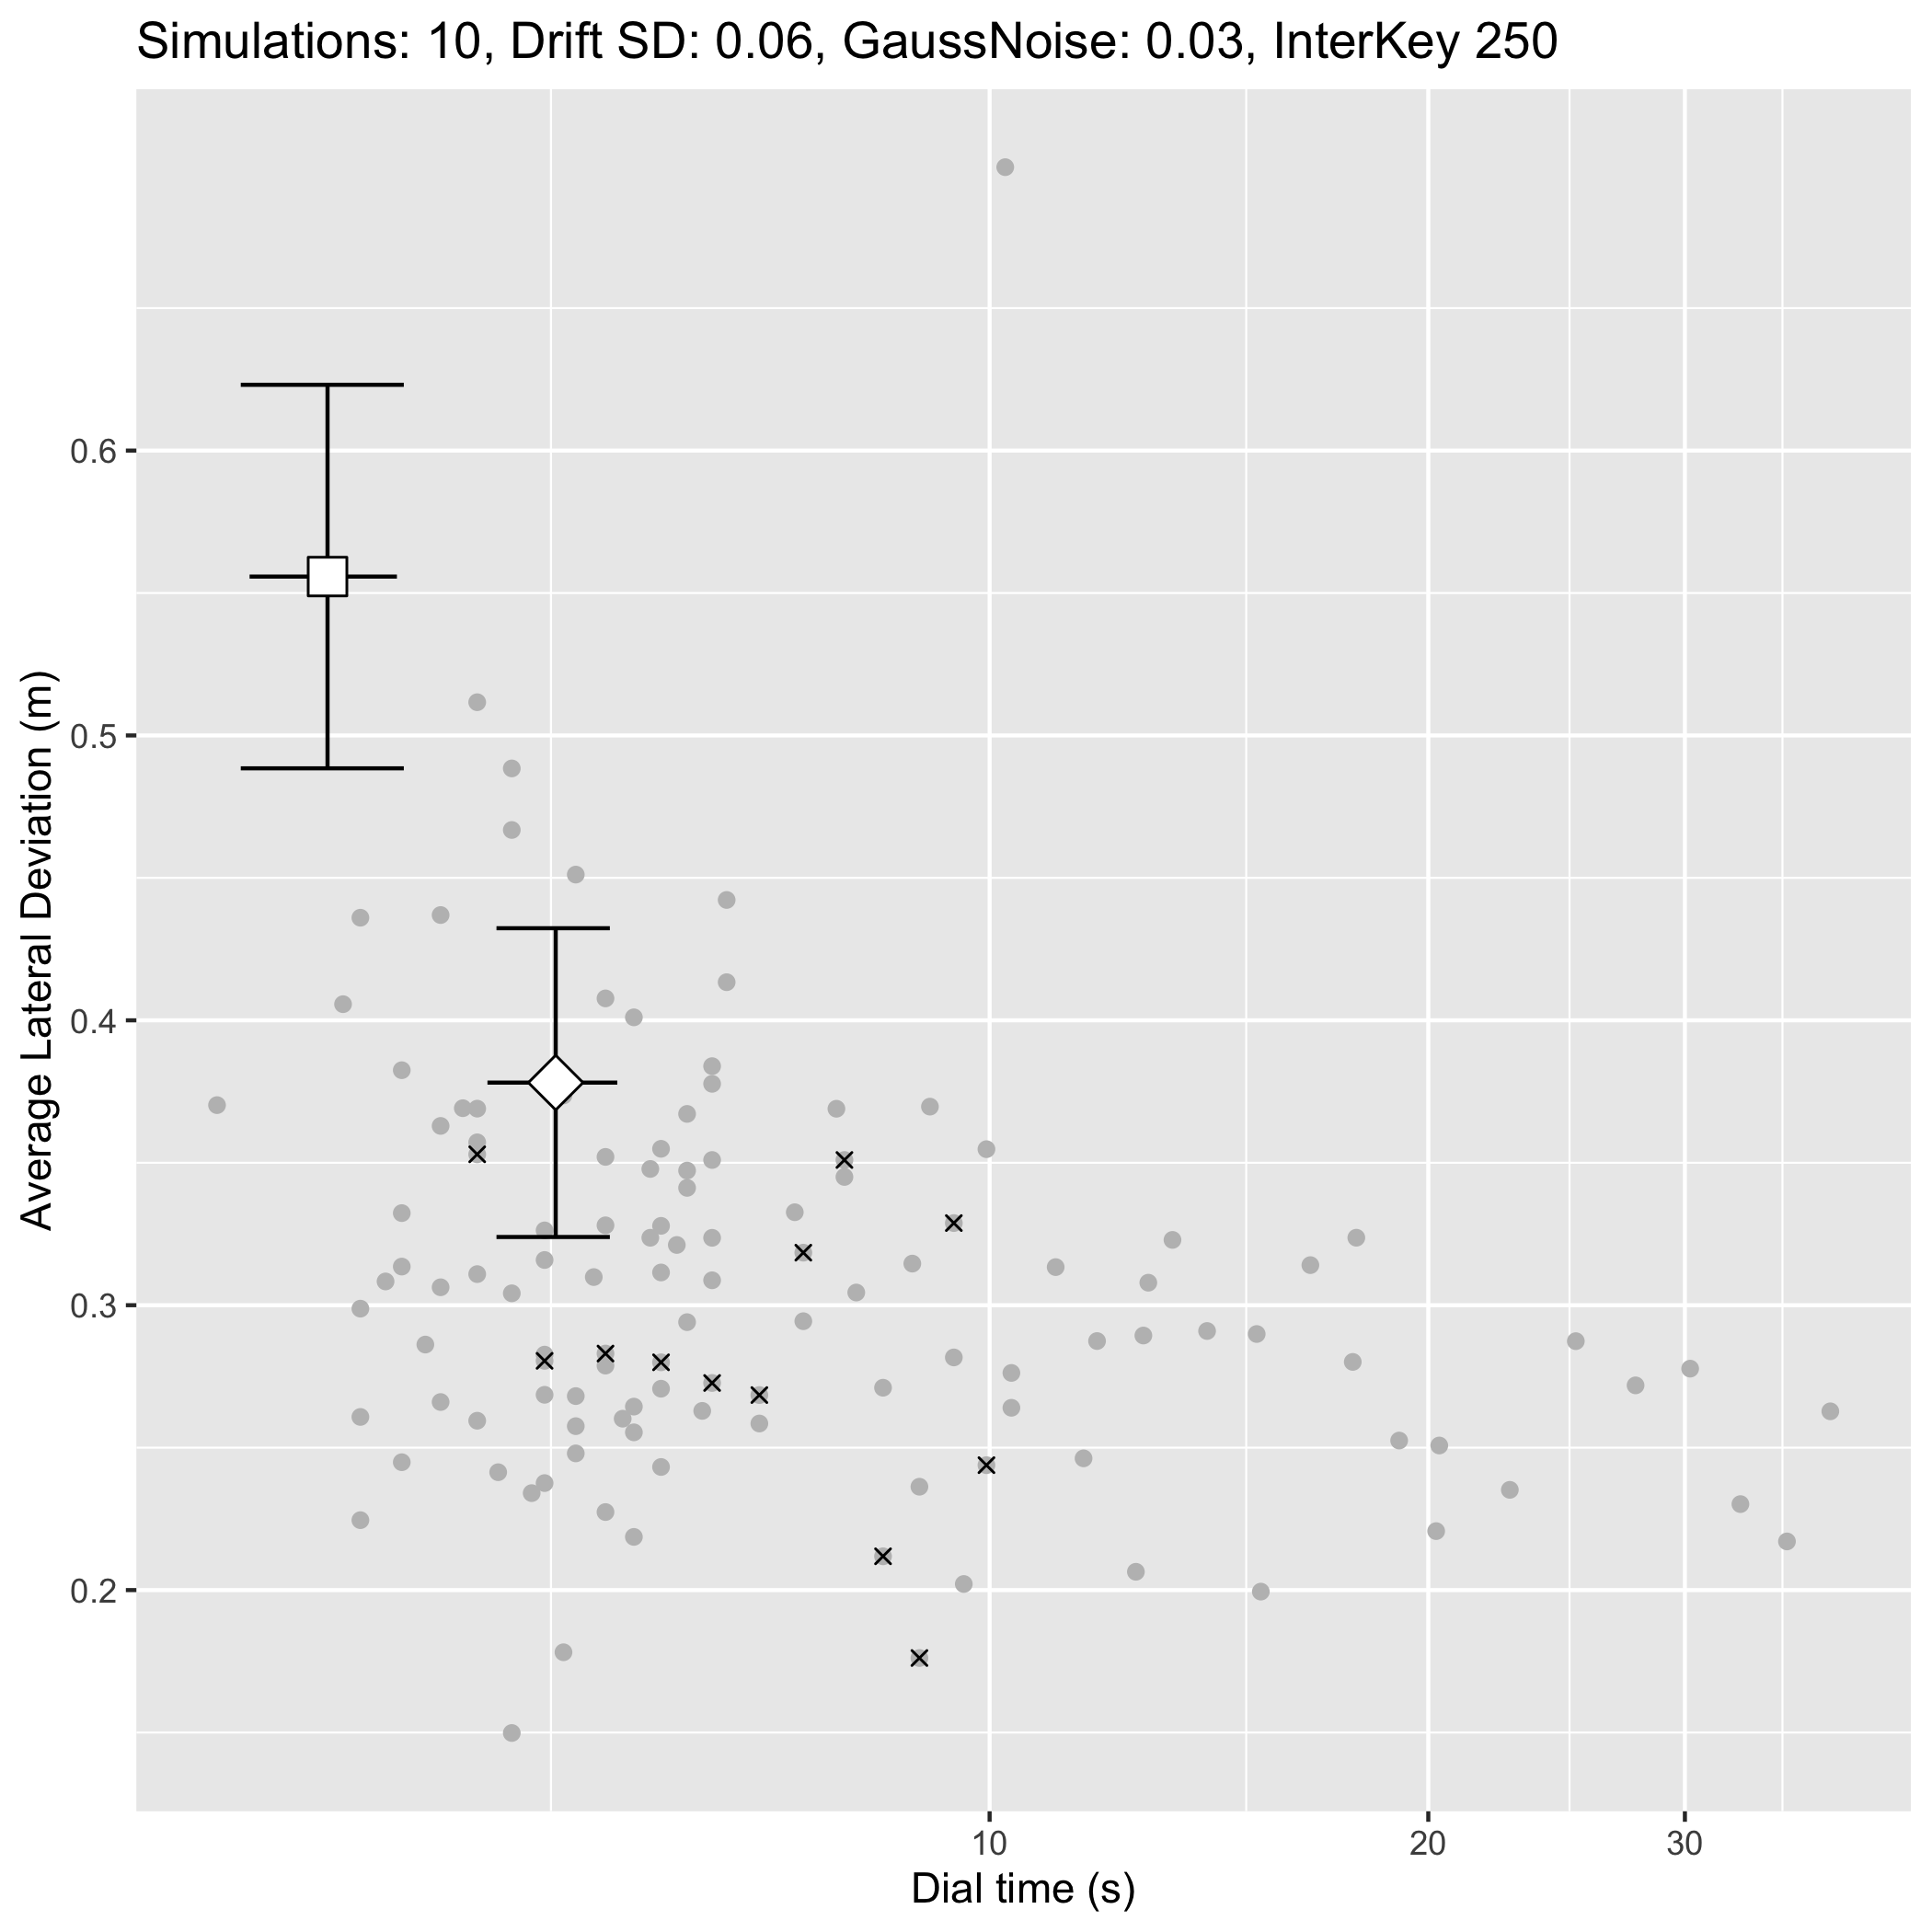 Simulations: 10, Drift SD: 0.06, GaussNoise: 0.03, InterKey 250
Average Lateral Deviation (m)
0.6
0.5
0.4
0.3
0.2
10 20 30
Dial time (s)